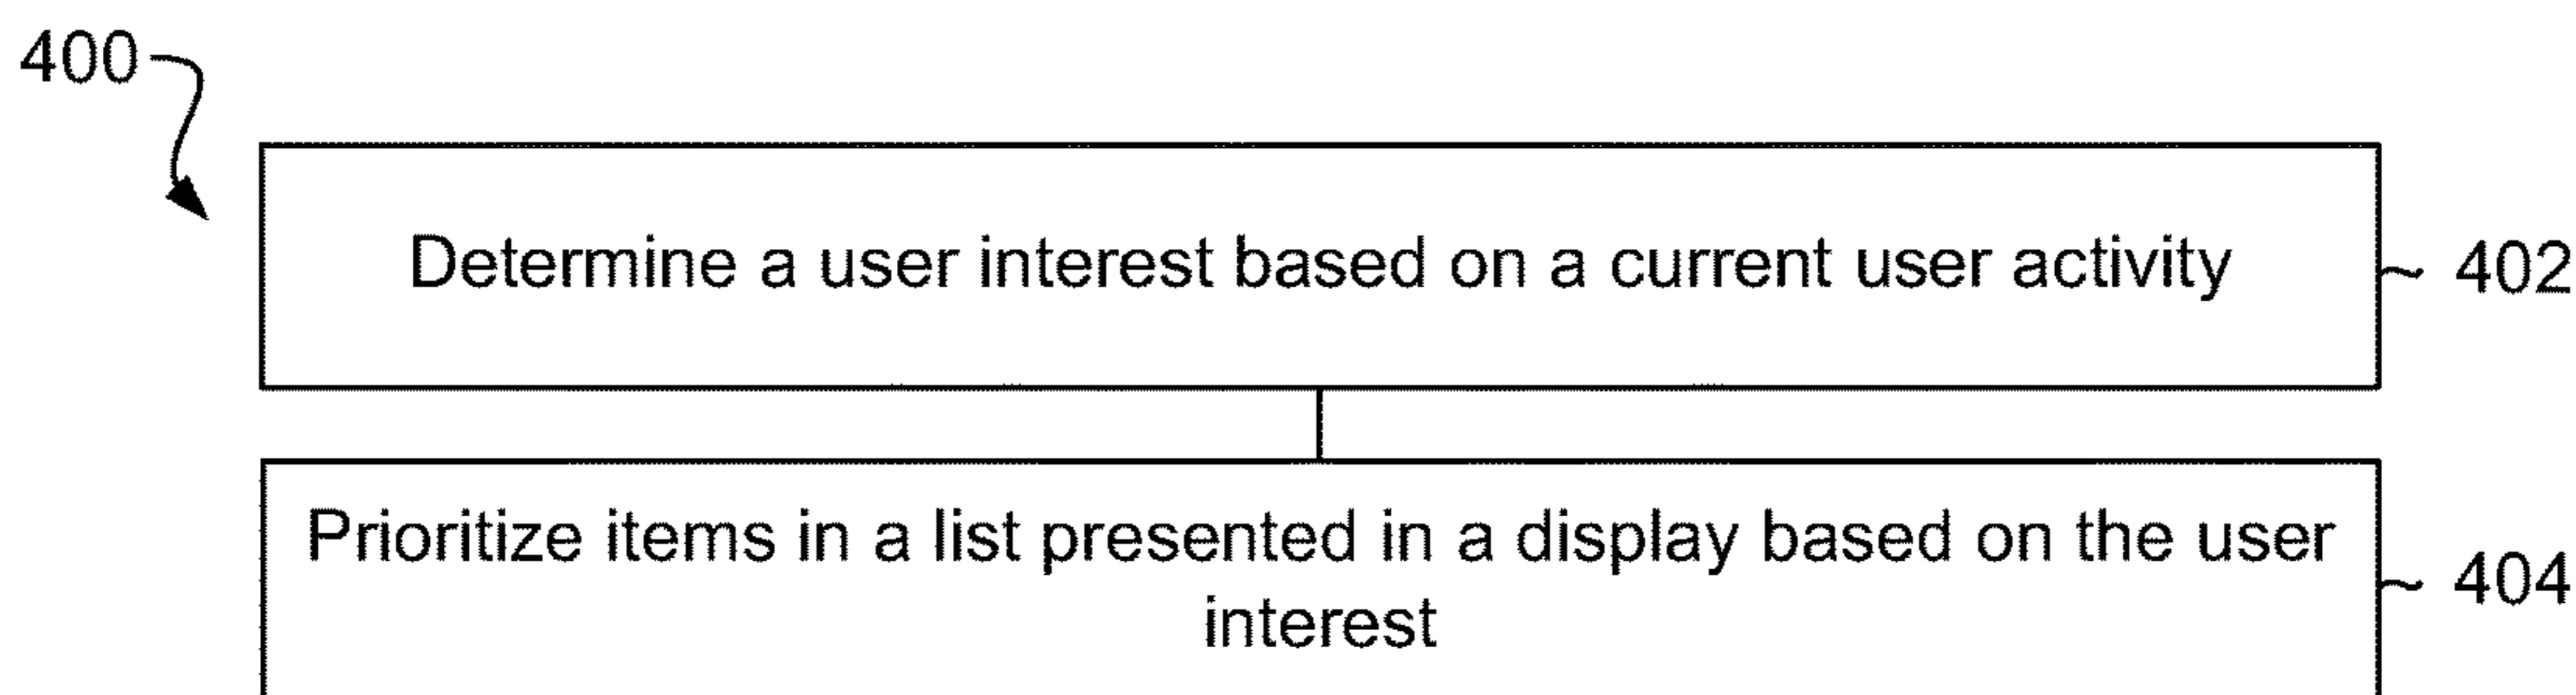 400
Determine a user interest based on a current user activity
402
Prioritize items in a list presented in a display based on the user
interest
404